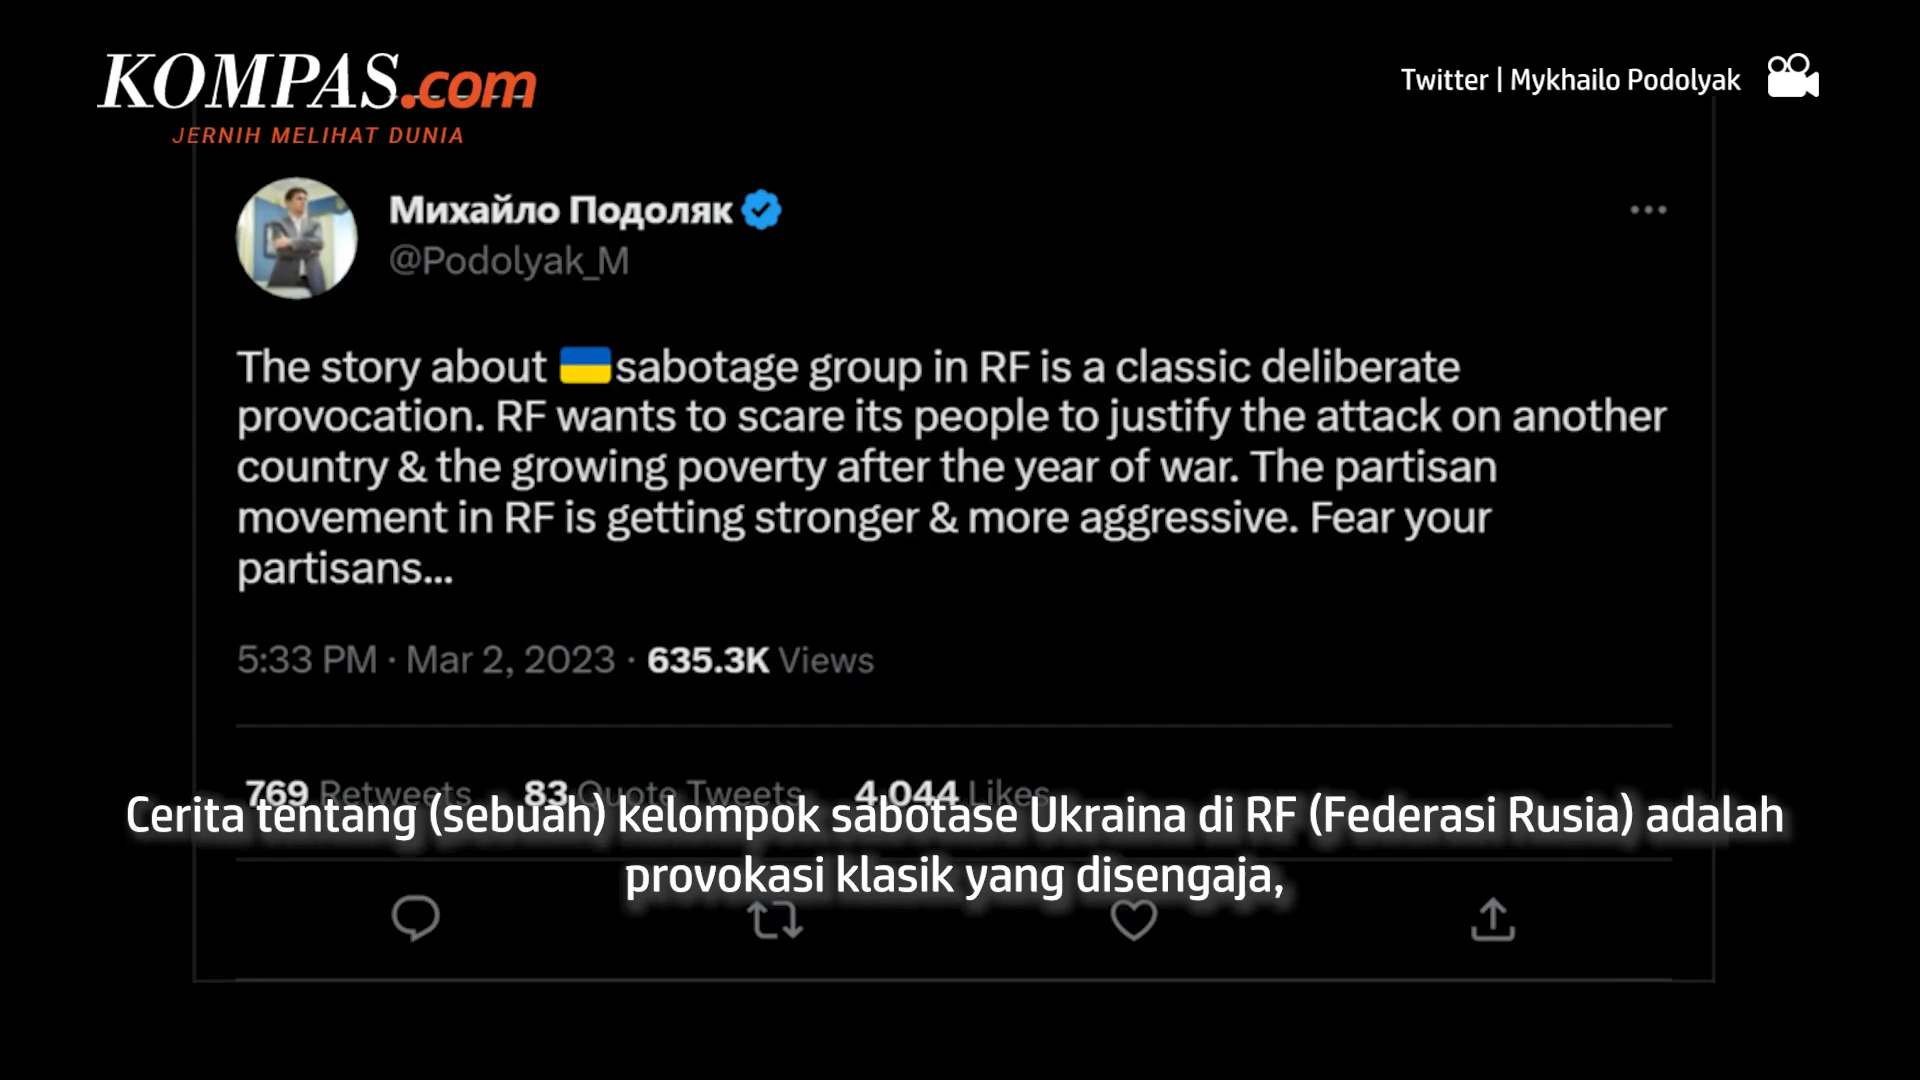 KOMPAS.com
JERNIH MELIHAT DUNIA
Twitter | Mykhailo Podolyak
Михайло Подоляк
@Podolyak_M
The story about 🇺🇦sabotage group in RF is a classic deliberate
provocation. RF wants to scare its people to justify the attack on another
country & the growing poverty after the year of war. The partisan
movement in RF is getting stronger & more aggressive. Fear your
partisans...
5:33 PM · Mar 2, 2023 · 635.3K Views
769 Retweets 83 Quote Tweets 4,044 Likes
Cerita tentang (sebuah) kelompok sabotase Ukraina di RF (Federasi Rusia) adalah
provokasi klasik yang disengaja,